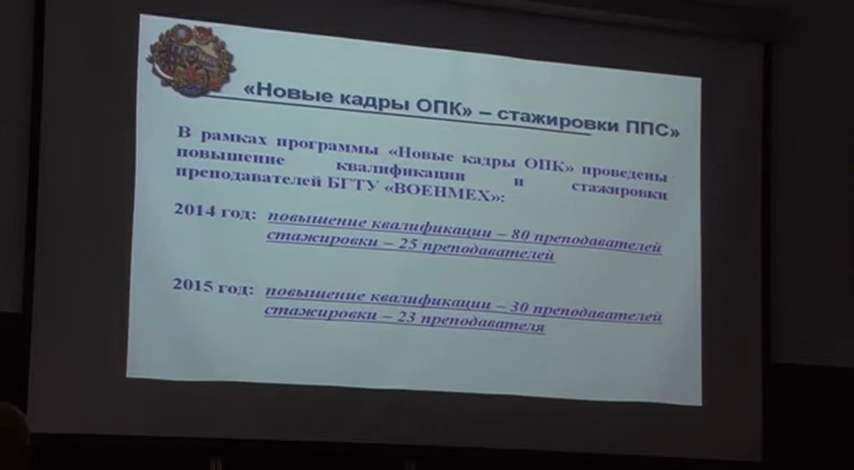 «Новые кадры ОПК» – стажировки ППС»
В рамках программы «Новые кадры ОПК» проведены
повышение квалификации и стажировки
преподавателей БГТУ «ВОЕНМЕХ»:
2014 год: повышение квалификации – 80 преподавателей
стажировки – 25 преподавателей
2015 год: повышение квалификации – 30 преподавателей
стажировки – 23 преподавателя